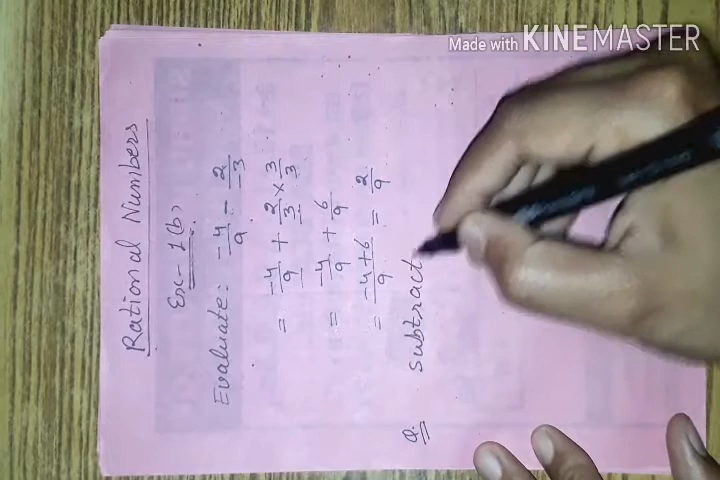 Made with KINEMASTER
Rational Numbers
Exc- 1(b)
Evaluate: -4/9 - 2/-3
= -4/9 + 2/3 × 3/3
= -4/9 + 6/9
= -4+6/9 = 2/9
Q. Subtract